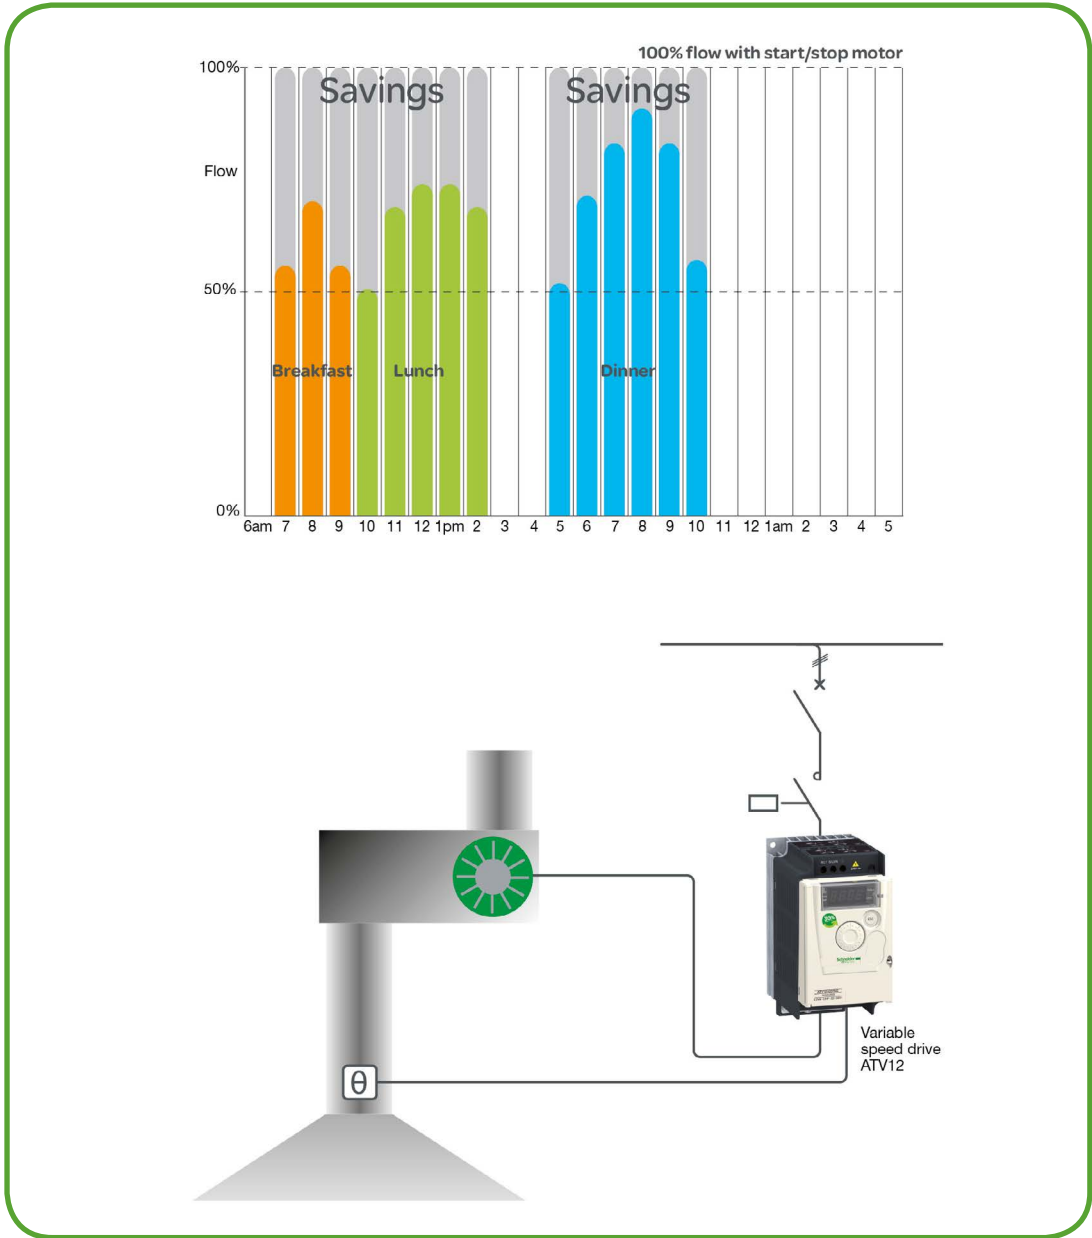 100% flow with start/stop motor
100%
Savings
Savings
Flow
50%
Breakfast
Lunch
Dinner
0%
6am 7 8 9 10 11 12 1pm 2 3 4 5 6 7 8 9 10 11 12 1am 2 3 4 5
θ
Schneider
Variable
speed drive
ATV12